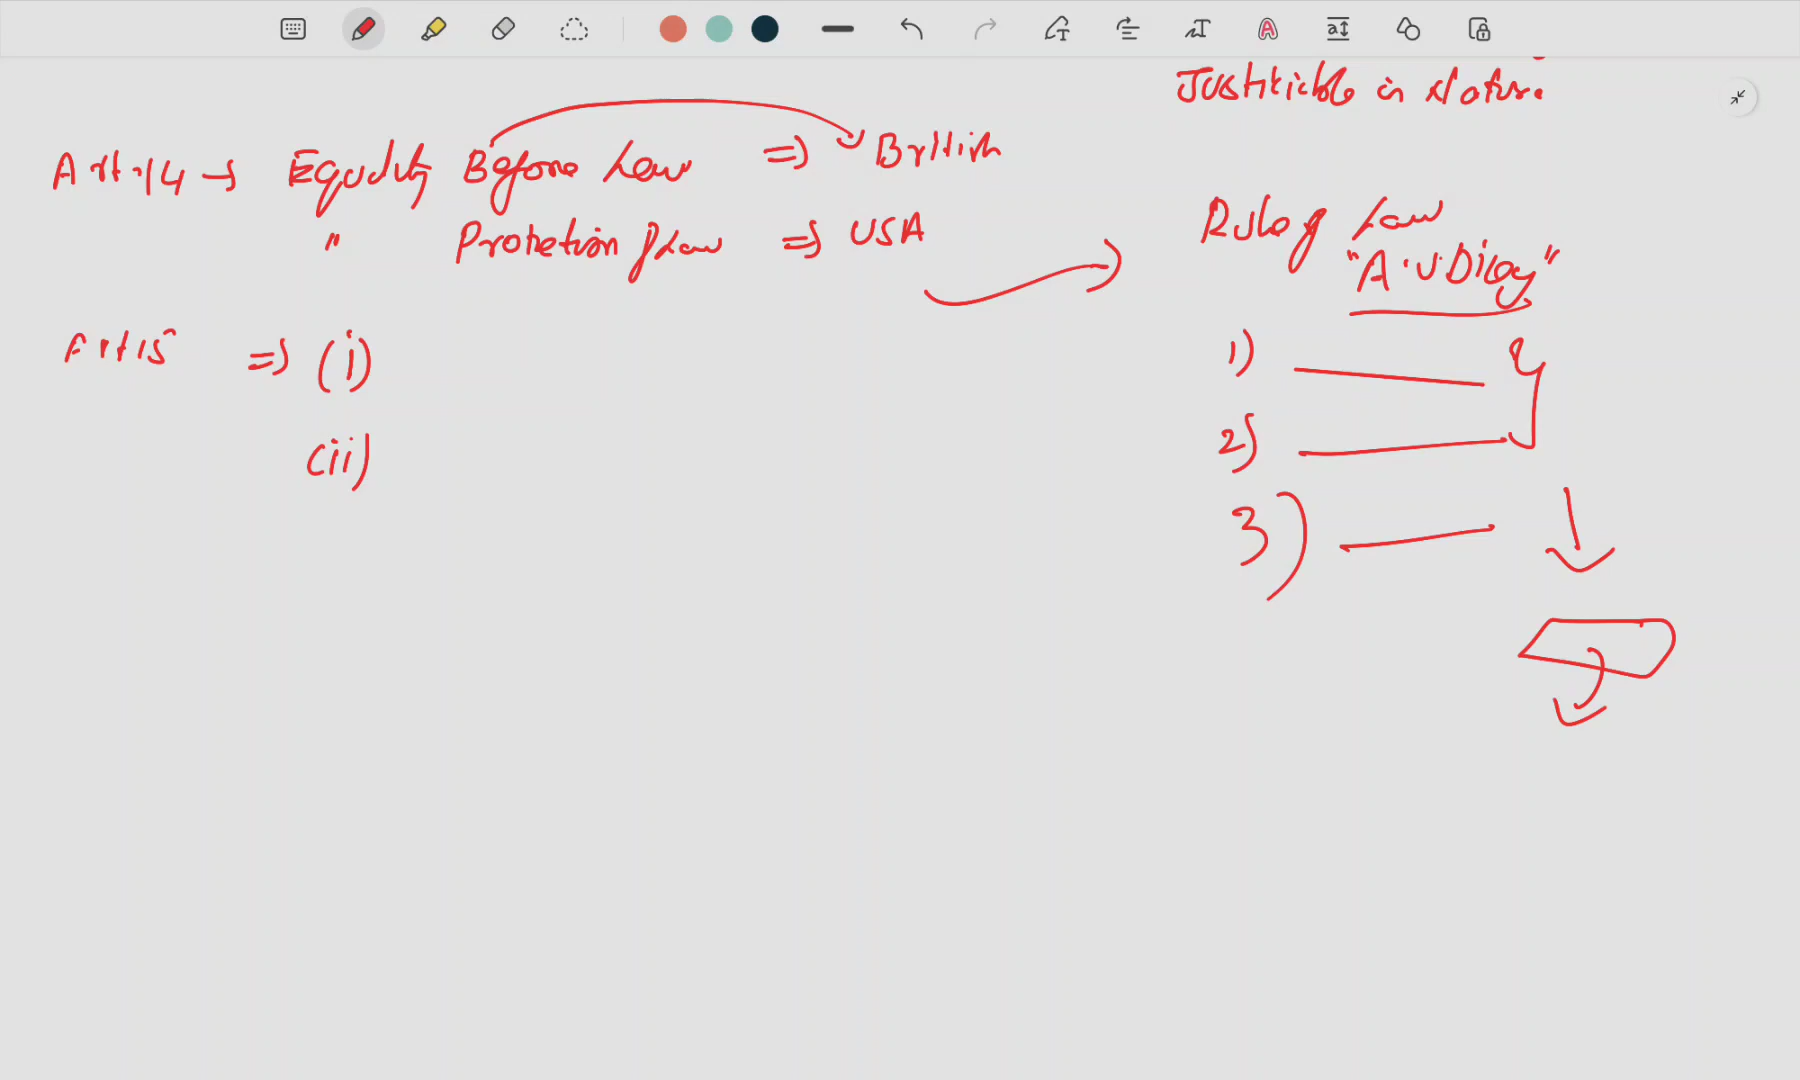 Justiciable in Nature.
Art.14 → Equality Before Law ⇒ British
" Protection of Law ⇒ USA
Rule of Law
"A.V Dicey"
Art 15 ⇒ (i)
(ii)
1)
2)
3)